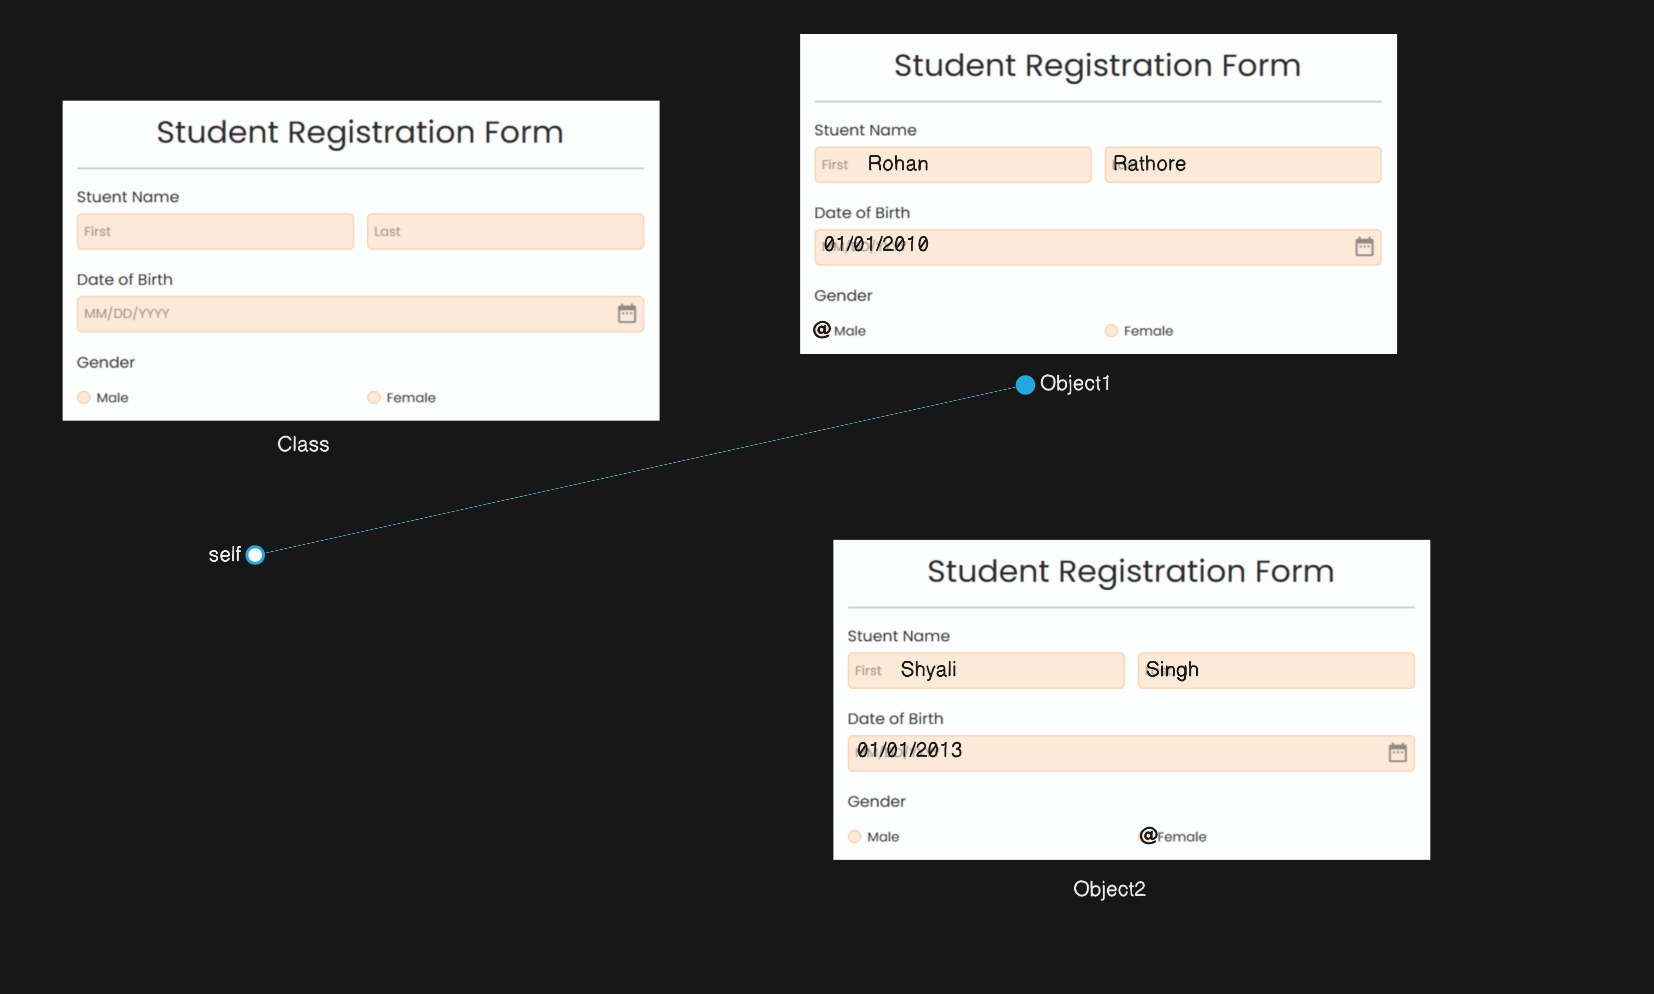 Student Registration Form
Stuent Name
First Last
Date of Birth
MM/DD/YYYY
Gender
Male Female
Class
self
Student Registration Form
Stuent Name
First Rohan Rathore
Date of Birth
01/01/2010
Gender
@ Male Female
Object1
Student Registration Form
Stuent Name
First Shyali Singh
Date of Birth
01/01/2013
Gender
Male @ Female
Object2